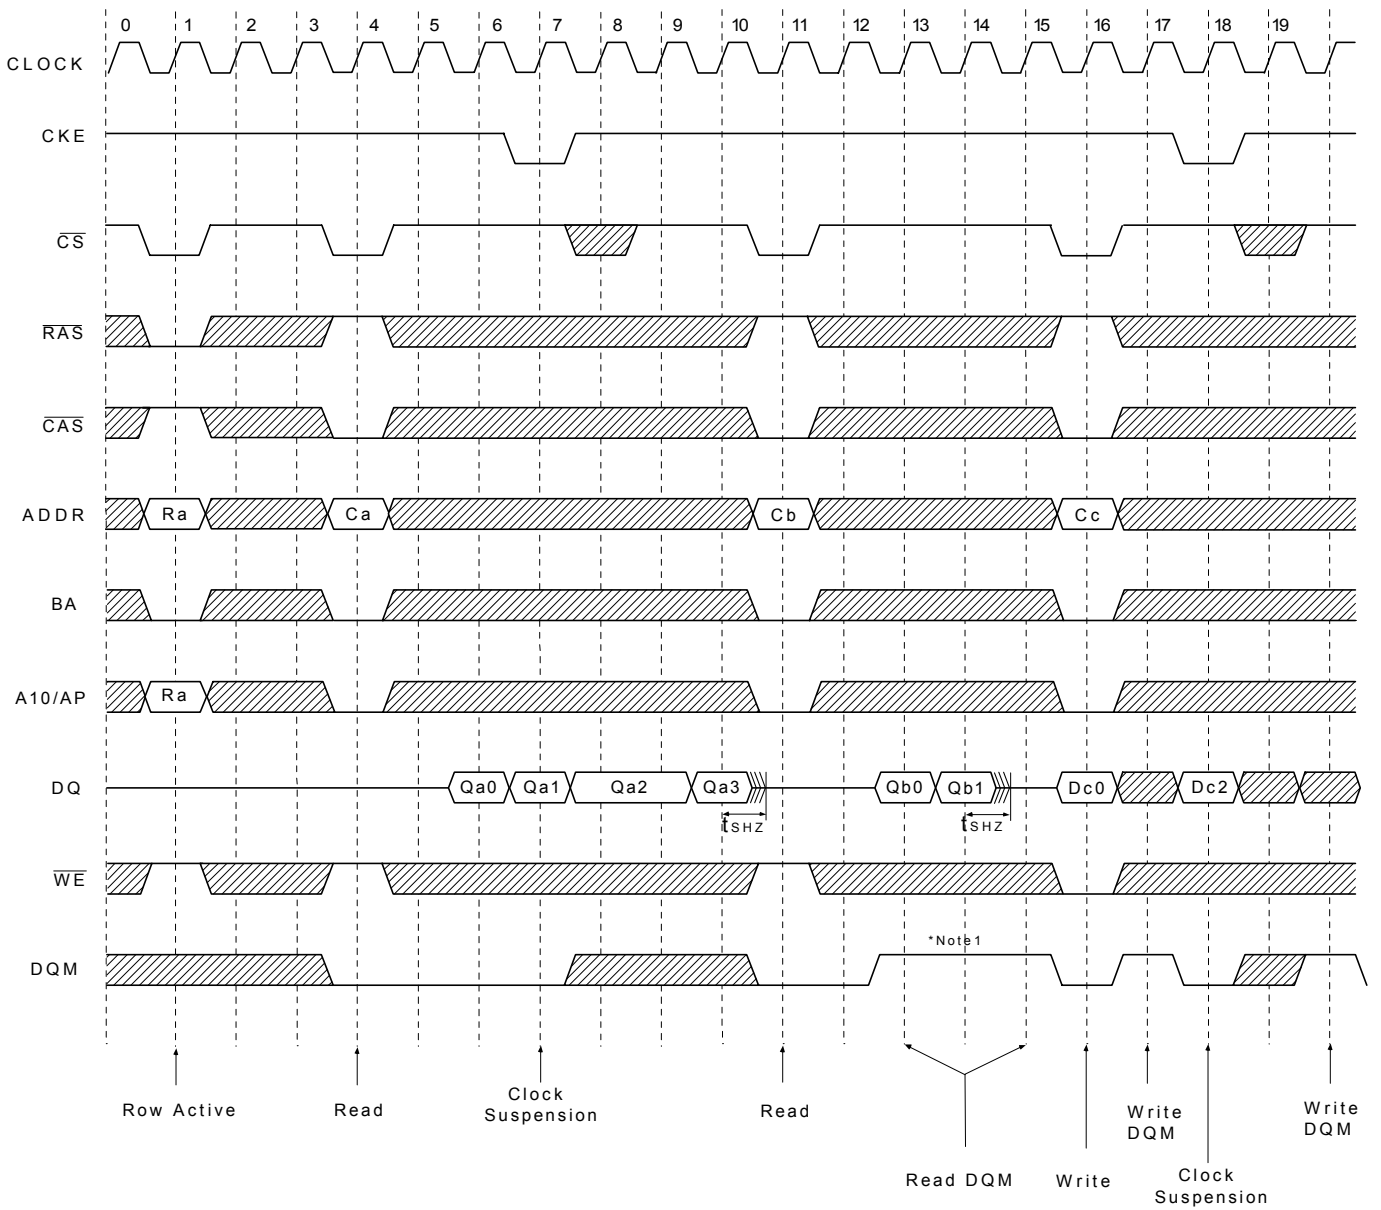 0 1 2 3 4 5 6 7 8 9 10 11 12 13 14 15 16 17 18 19
CLOCK
CKE
CS
RAS
CAS
ADDR Ra Ca Cb Cc
BA
A10/AP Ra
DQ Qa0 Qa1 Qa2 Qa3 Qb0 Qb1 Dc0 Dc2
tSHZ tSHZ
WE
*Note1
DQM
Row Active Read Clock Suspension Read Write DQM Write DQM
Read DQM Write Clock Suspension